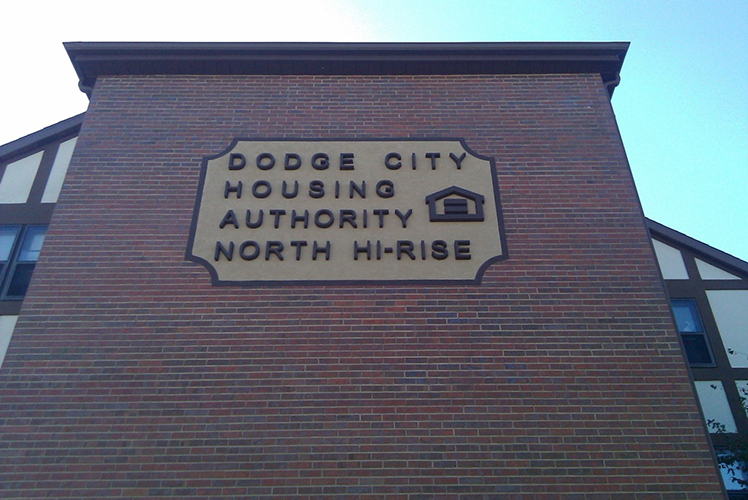 DODGE CITY
HOUSING
AUTHORITY
NORTH HI-RISE